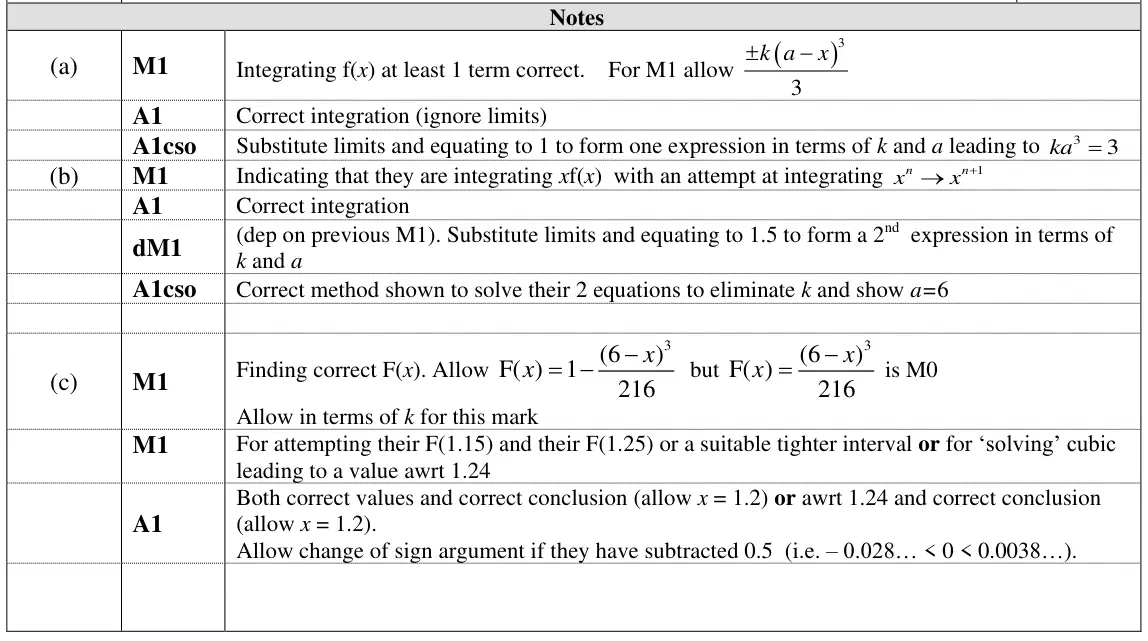 Notes
(a) M1 Integrating f(x) at least 1 term correct. For M1 allow ±k(a − x)³/3
A1 Correct integration (ignore limits)
A1cso Substitute limits and equating to 1 to form one expression in terms of k and a leading to ka³ = 3
(b) M1 Indicating that they are integrating xf(x) with an attempt at integrating xⁿ → xⁿ⁺¹
A1 Correct integration
dM1 (dep on previous M1). Substitute limits and equating to 1.5 to form a 2nd expression in terms of
k and a
A1cso Correct method shown to solve their 2 equations to eliminate k and show a=6
(c) M1 Finding correct F(x). Allow F(x) = 1 − (6 − x)³/216 but F(x) = (6 − x)³/216 is M0
Allow in terms of k for this mark
M1 For attempting their F(1.15) and their F(1.25) or a suitable tighter interval or for ‘solving’ cubic
leading to a value awrt 1.24
A1 Both correct values and correct conclusion (allow x = 1.2) or awrt 1.24 and correct conclusion
(allow x = 1.2).
Allow change of sign argument if they have subtracted 0.5 (i.e. – 0.028… < 0 < 0.0038…).